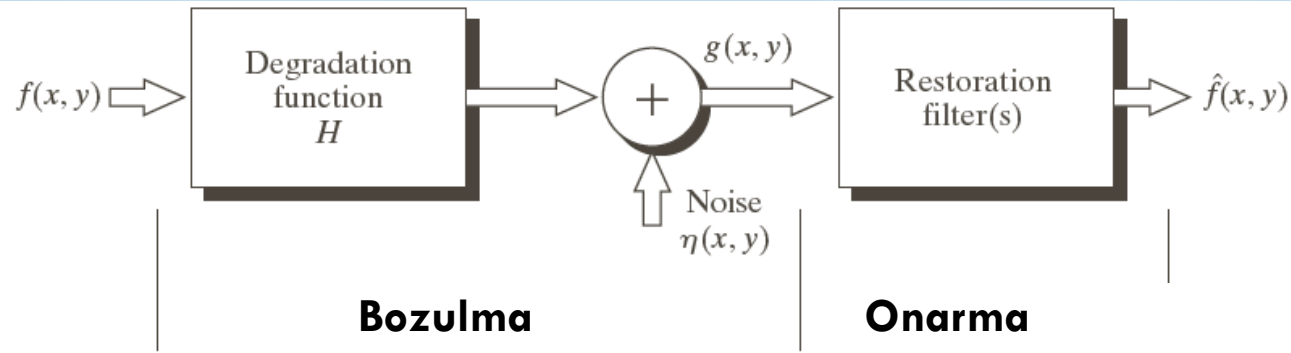 f(x, y)
Degradation
function
H
+
g(x, y)
Noise
η(x, y)
Restoration
filter(s)
f̂(x, y)
Bozulma
Onarma